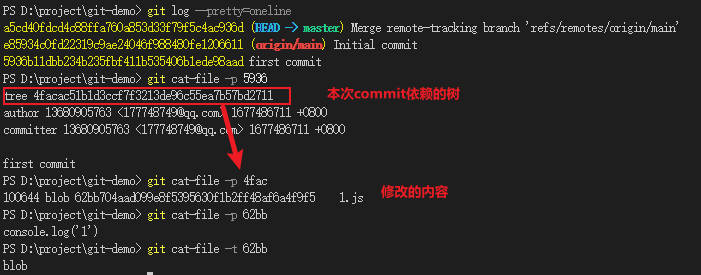 PS D:\project\git-demo> git log --pretty=oneline
a5cd40fdcd4c88ffa760a853d33f79f5c4ac936d (HEAD -> master) Merge remote-tracking branch 'refs/remotes/origin/main'
e85934c0fd22319c9ae24046f988480fe1206611 (origin/main) Initial commit
5936b11dbb234b235fbf411b535406b1ede98aad first commit
PS D:\project\git-demo> git cat-file -p 5936
tree 4facac51b1d3ccf7f3213de96c55ea7b57bd2711 本次commit依赖的树
author 13680905763 <177748749@qq.com> 1677486711 +0800
committer 13680905763 <177748749@qq.com> 1677486711 +0800
first commit
PS D:\project\git-demo> git cat-file -p 4fac
100644 blob 62bb704aad099e8f5395630f1b2ff48af6a4f9f5 1.js 修改的内容
PS D:\project\git-demo> git cat-file -p 62bb
console.log('1')
PS D:\project\git-demo> git cat-file -t 62bb
blob